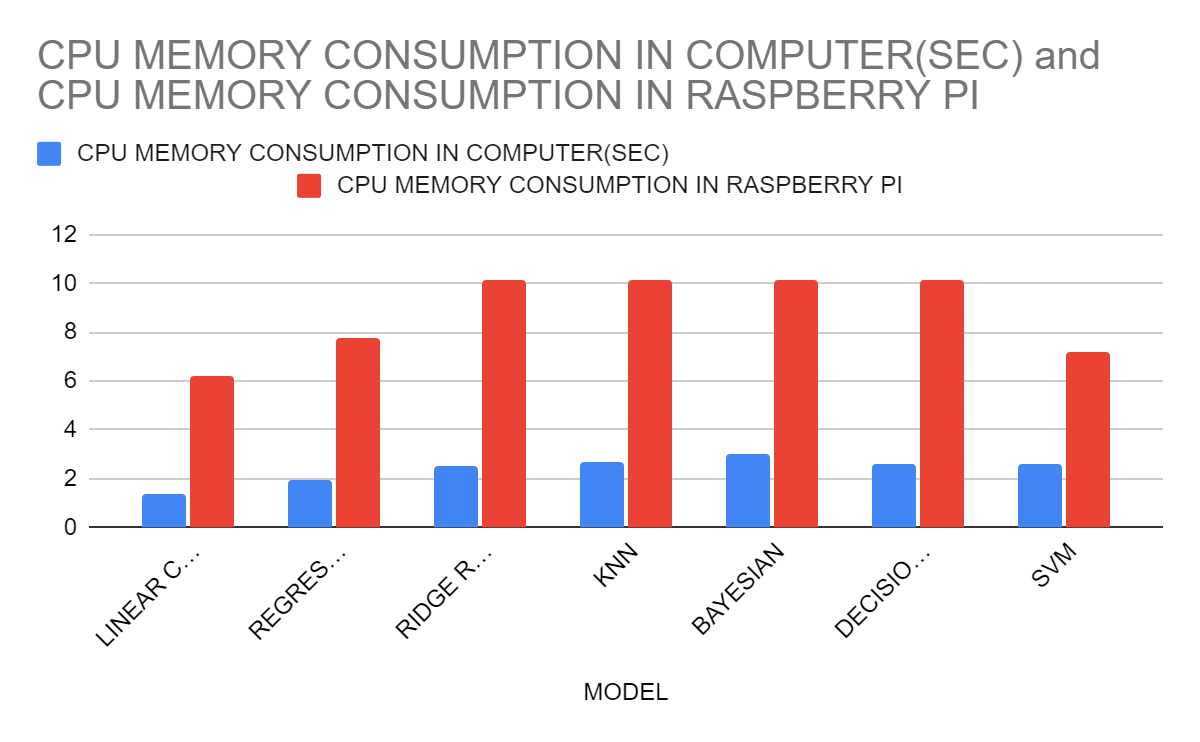 CPU MEMORY CONSUMPTION IN COMPUTER(SEC) and
CPU MEMORY CONSUMPTION IN RASPBERRY PI
CPU MEMORY CONSUMPTION IN COMPUTER(SEC)
CPU MEMORY CONSUMPTION IN RASPBERRY PI
12
10
8
6
4
2
0
LINEAR C...
REGRES...
RIDGE R...
KNN
BAYESIAN
DECISIO...
SVM
MODEL